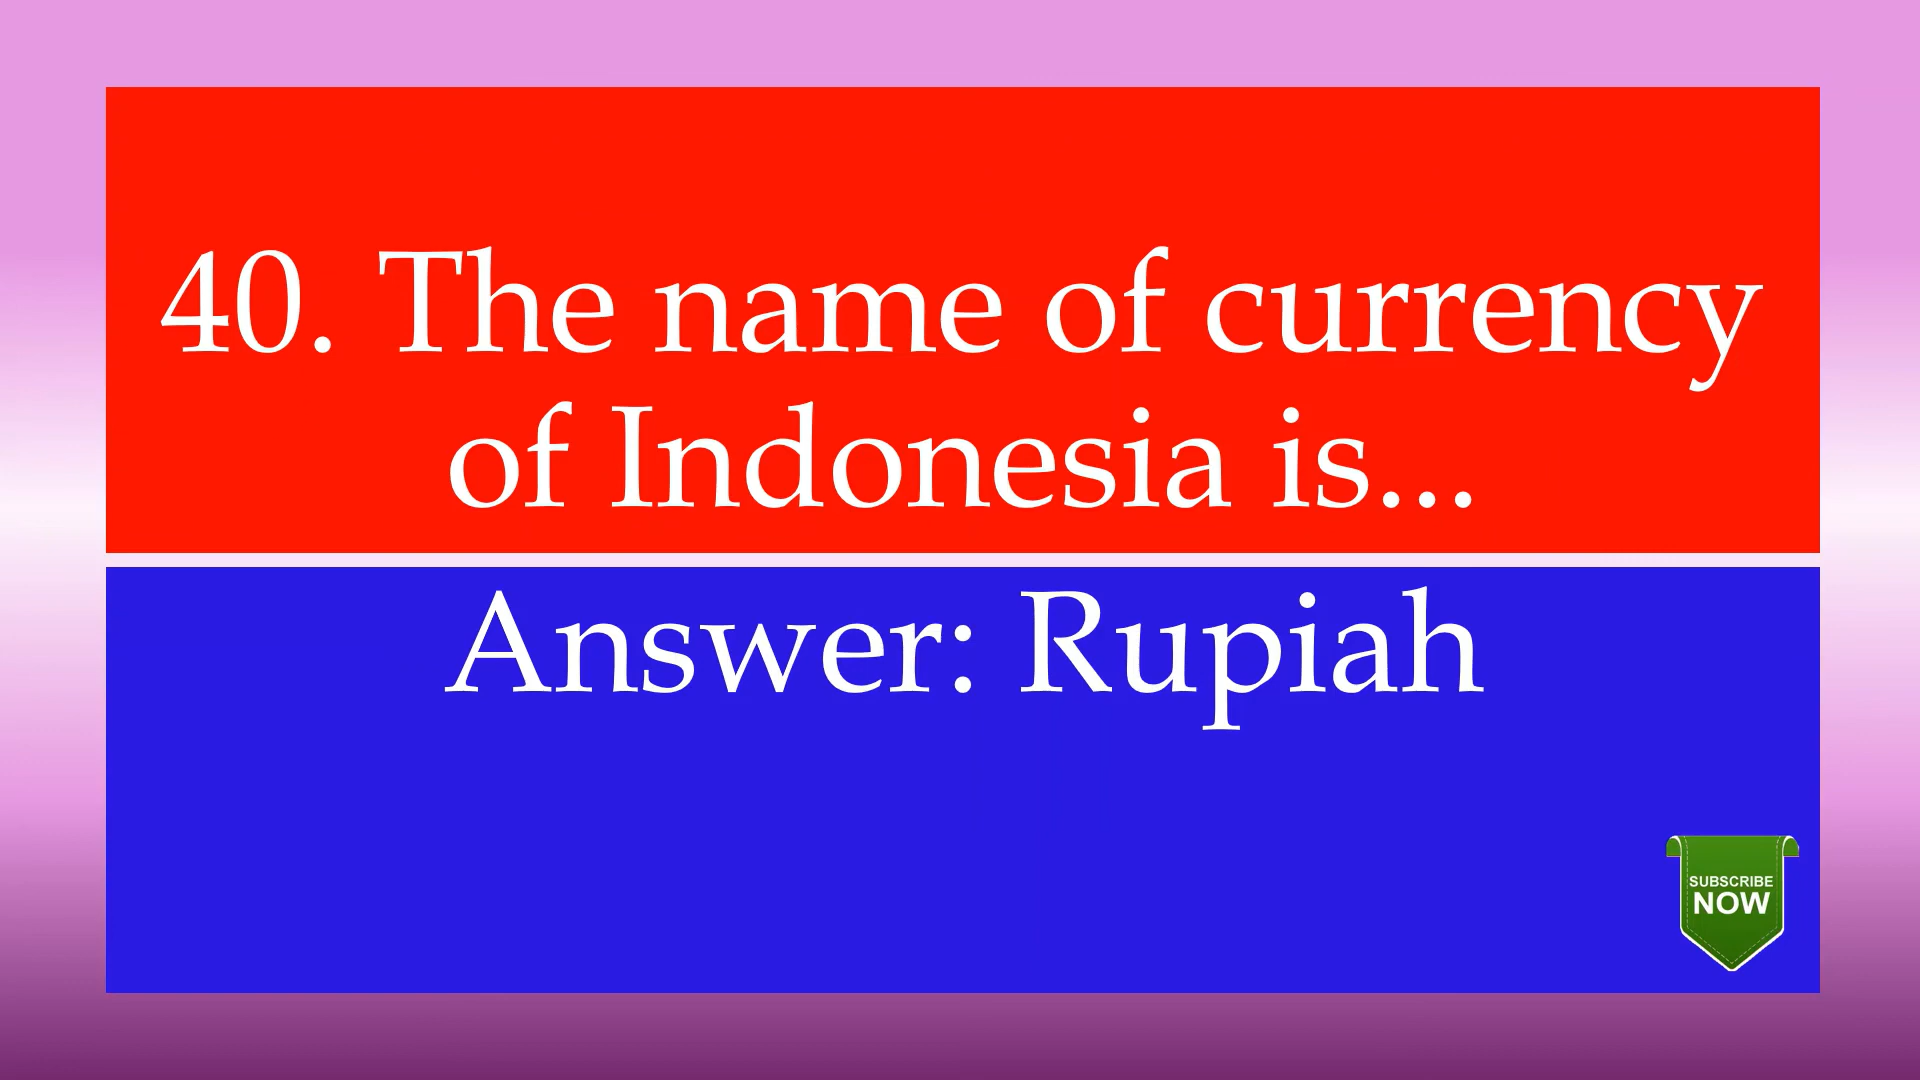 40. The name of currency
of Indonesia is...
Answer: Rupiah
SUBSCRIBE
NOW